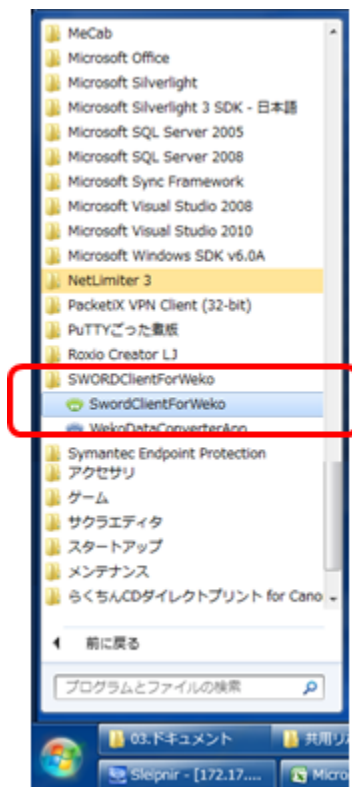 MeCab
Microsoft Office
Microsoft Silverlight
Microsoft Silverlight 3 SDK - 日本語
Microsoft SQL Server 2005
Microsoft SQL Server 2008
Microsoft Sync Framework
Microsoft Visual Studio 2008
Microsoft Visual Studio 2010
Microsoft Windows SDK v6.0A
NetLimiter 3
PacketiX VPN Client (32-bit)
PuTTYごった煮版
Roxio Creator LJ
SWORDClientForWeko
SwordClientForWeko
WekoDataConverterApp
Symantec Endpoint Protection
アクセサリ
ゲーム
サクラエディタ
スタートアップ
メンテナンス
らくちんCDダイレクトプリント for Cano
前に戻る
プログラムとファイルの検索
03.ドキュメント
共用リ
Sleipnir - [172.17....
Micro